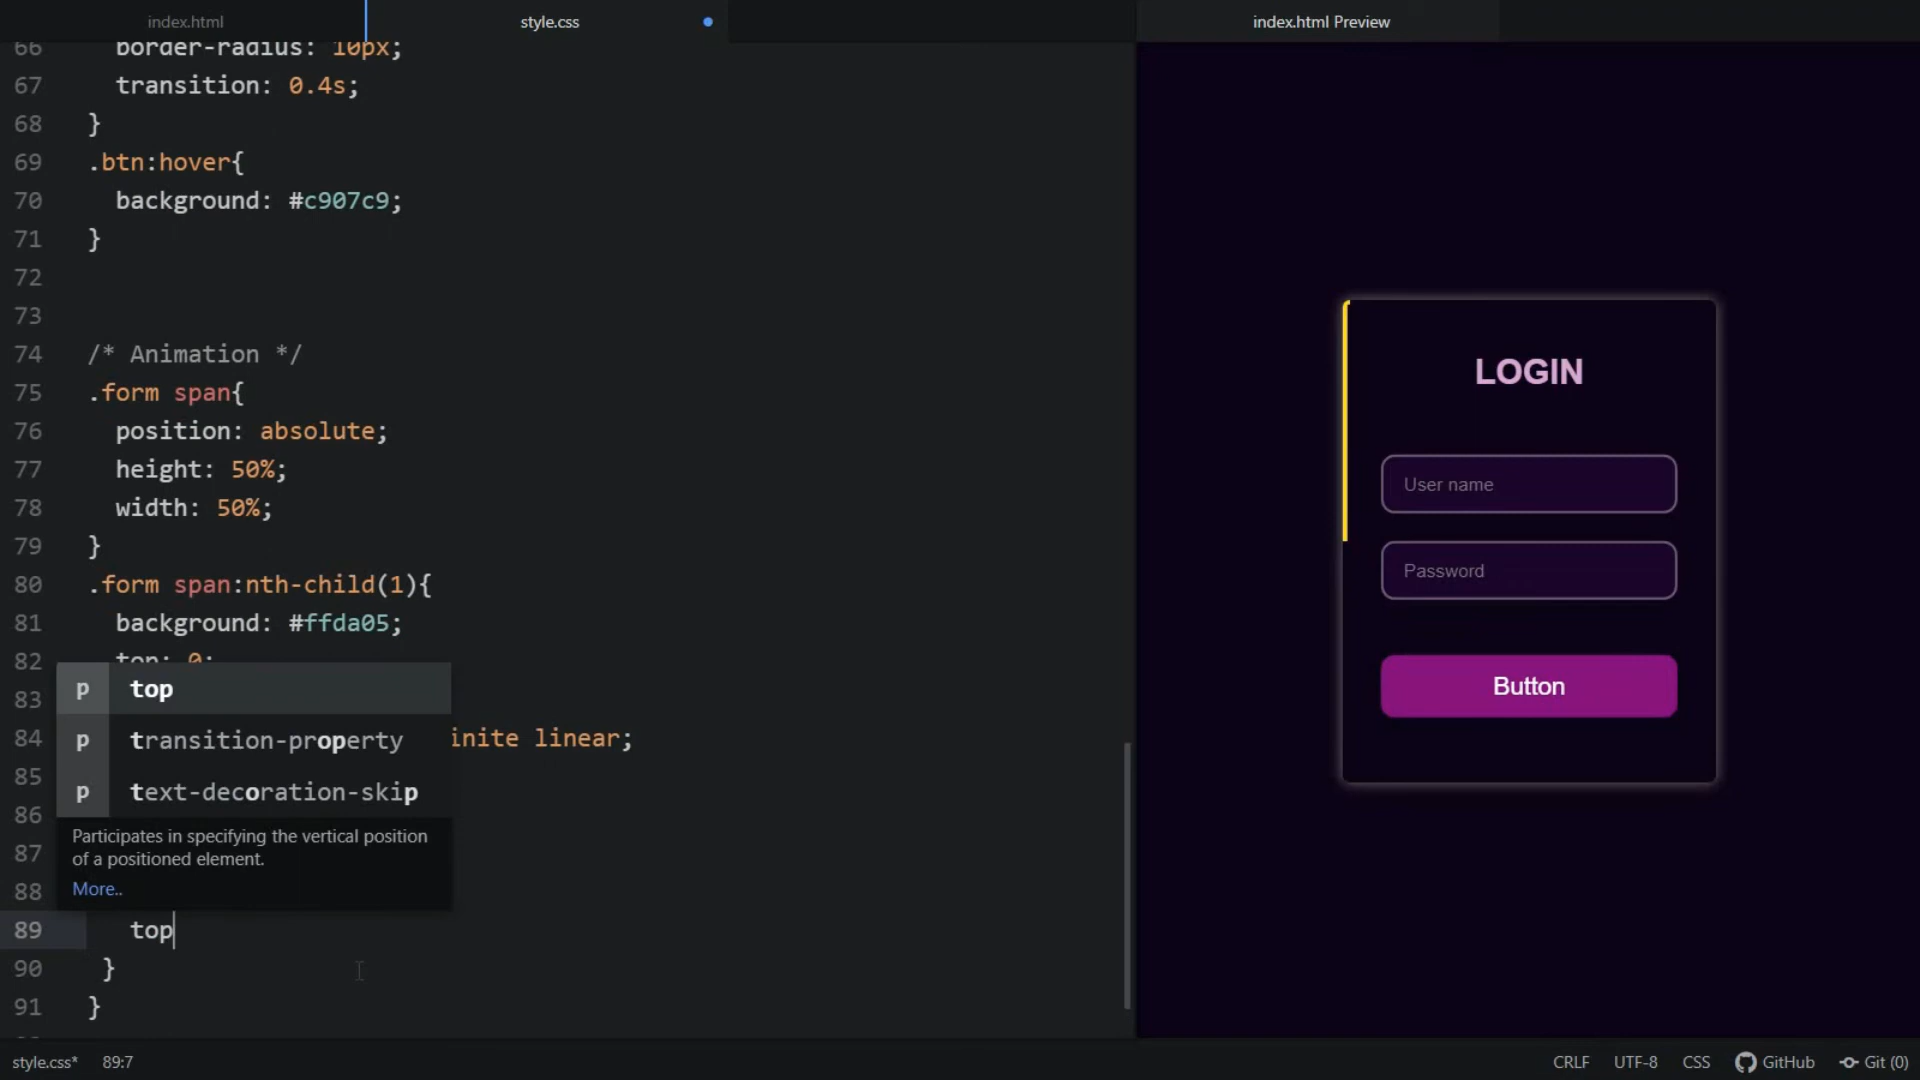 index.html
style.css
index.html Preview
66 border-radius: 10px;
67 transition: 0.4s;
68 }
69 .btn:hover{
70 background: #c907c9;
71 }
72
73
74 /* Animation */
75 .form span{
76 position: absolute;
77 height: 50%;
78 width: 50%;
79 }
80 .form span:nth-child(1){
81 background: #ffda05;
82 top: 0;
83
p top
84 inite linear;
p transition-property
85
p text-decoration-skip
86
Participates in specifying the vertical position
87
of a positioned element.
88
More..
89 top
90 }
91 }
LOGIN
User name
Password
Button
style.css* 89:7
CRLF UTF-8 CSS GitHub Git (0)